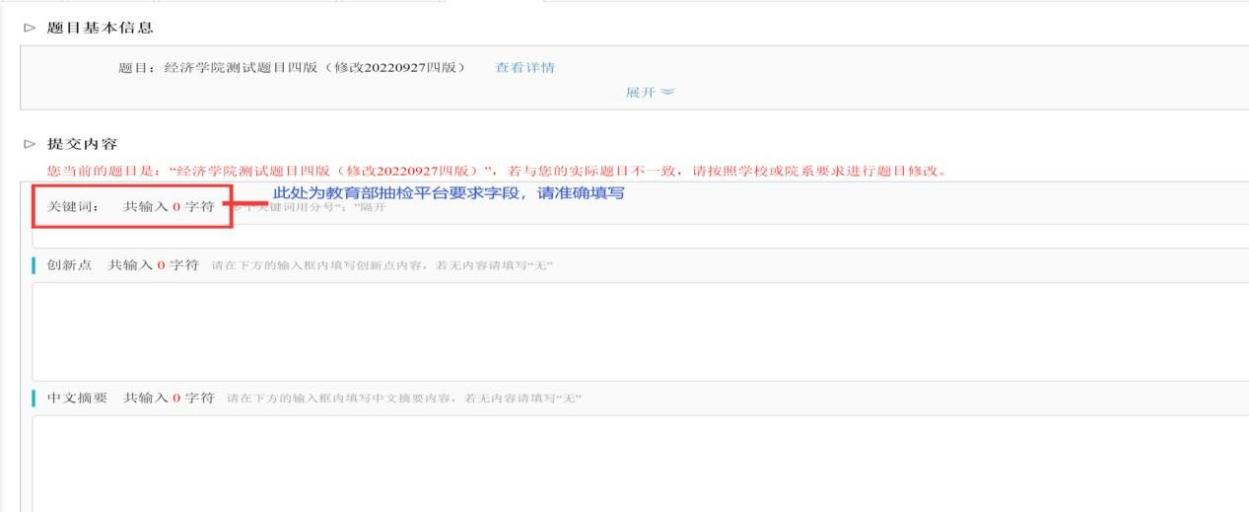 题目基本信息
题目：经济学院测试题目四版（修改20220927四版） 查看详情
展开
提交内容
您当前的题目是：“经济学院测试题目四版（修改20220927四版）”，若与您的实际题目不一致，请按照学校或院系要求进行题目修改。
此处为教育部抽检平台要求字段，请准确填写
关键词： 共输入 0 字符 个关键词用分号“；”隔开
创新点 共输入 0 字符 请在下方的输入框内填写创新点内容，若无内容请填写“无”
中文摘要 共输入 0 字符 请在下方的输入框内填写中文摘要内容，若无内容请填写“无”